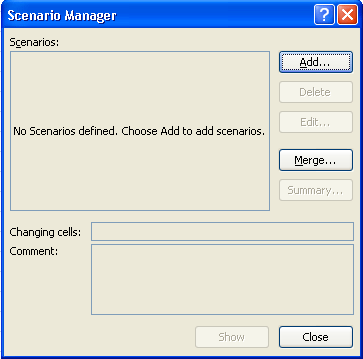 Scenario Manager
Scenarios:
Add...
Delete
No Scenarios defined. Choose Add to add scenarios.
Edit...
Merge...
Summary...
Changing cells:
Comment:
Show
Close